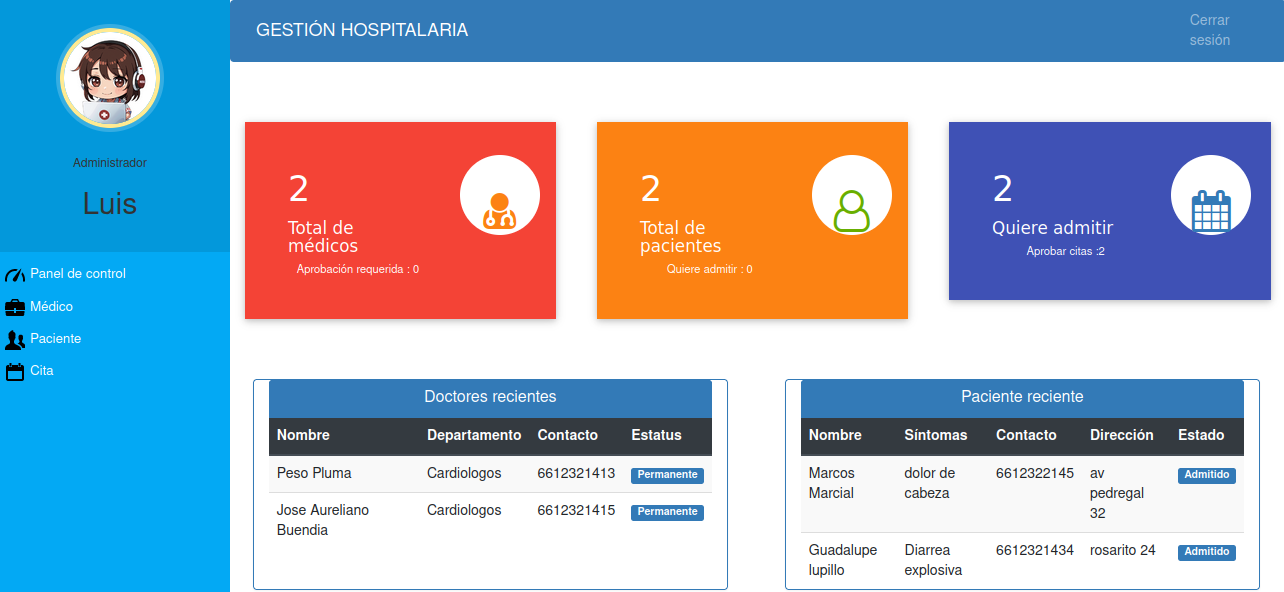 GESTIÓN HOSPITALARIA
Cerrar
sesión
Administrador
Luis
Panel de control
Médico
Paciente
Cita
2
Total de
médicos
Aprobación requerida : 0
2
Total de
pacientes
Quiere admitir : 0
2
Quiere admitir
Aprobar citas :2
Doctores recientes
Nombre Departamento Contacto Estatus
Peso Pluma Cardiologos 6612321413 Permanente
Jose Aureliano Cardiologos 6612321415 Permanente
Buendia
Paciente reciente
Nombre Síntomas Contacto Dirección Estado
Marcos dolor de 6612322145 av Admitido
Marcial cabeza pedregal
32
Guadalupe Diarrea 6612321434 rosarito 24 Admitido
lupillo explosiva